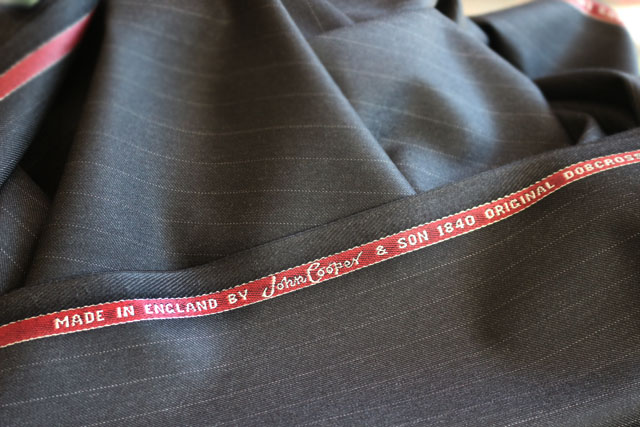 MADE IN ENGLAND BY John Cooper & SON 1840 ORIGINAL DOBCROSS